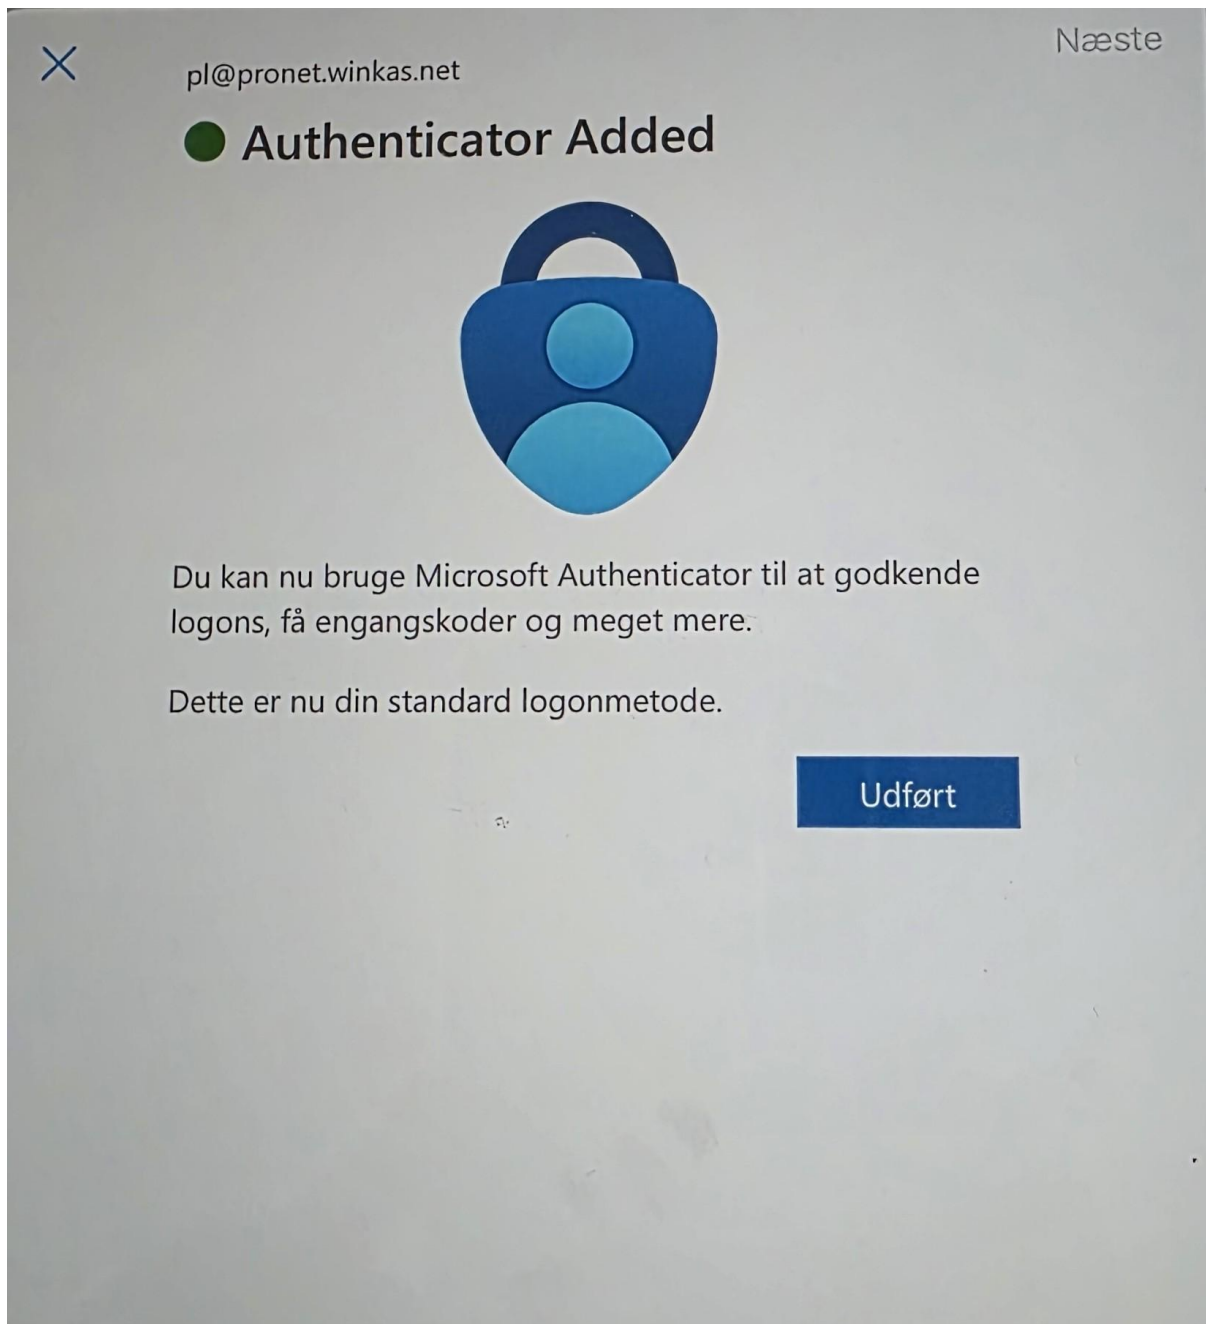 Næste
pl@pronet.winkas.net
Authenticator Added
Du kan nu bruge Microsoft Authenticator til at godkende
logons, få engangskoder og meget mere.
Dette er nu din standard logonmetode.
Udført